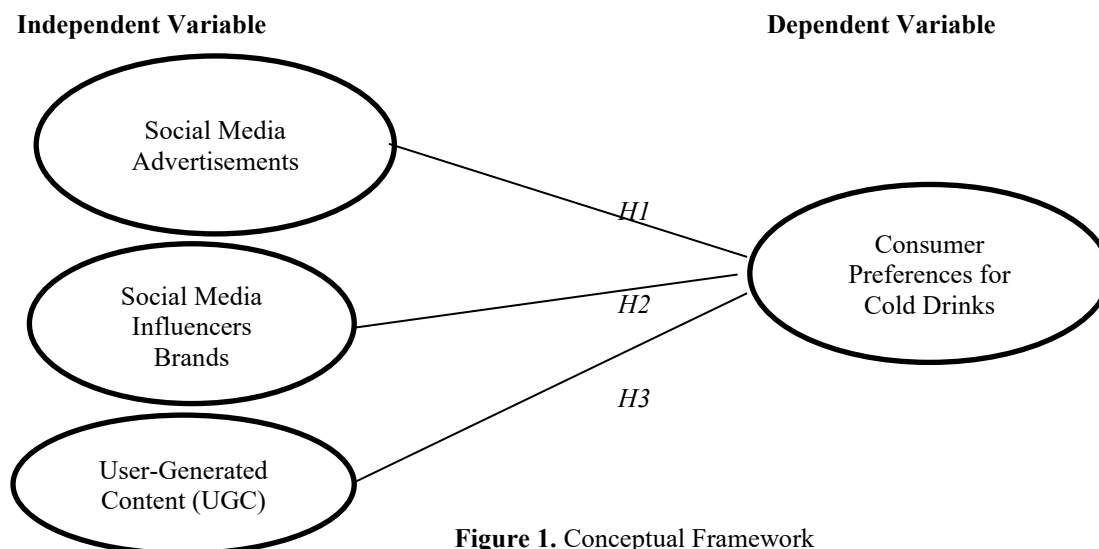 Independent Variable
Dependent Variable
Social Media
Advertisements
H1
Social Media
Influencers
Brands
H2
Consumer
Preferences for
Cold Drinks
H3
User-Generated
Content (UGC)
Figure 1. Conceptual Framework